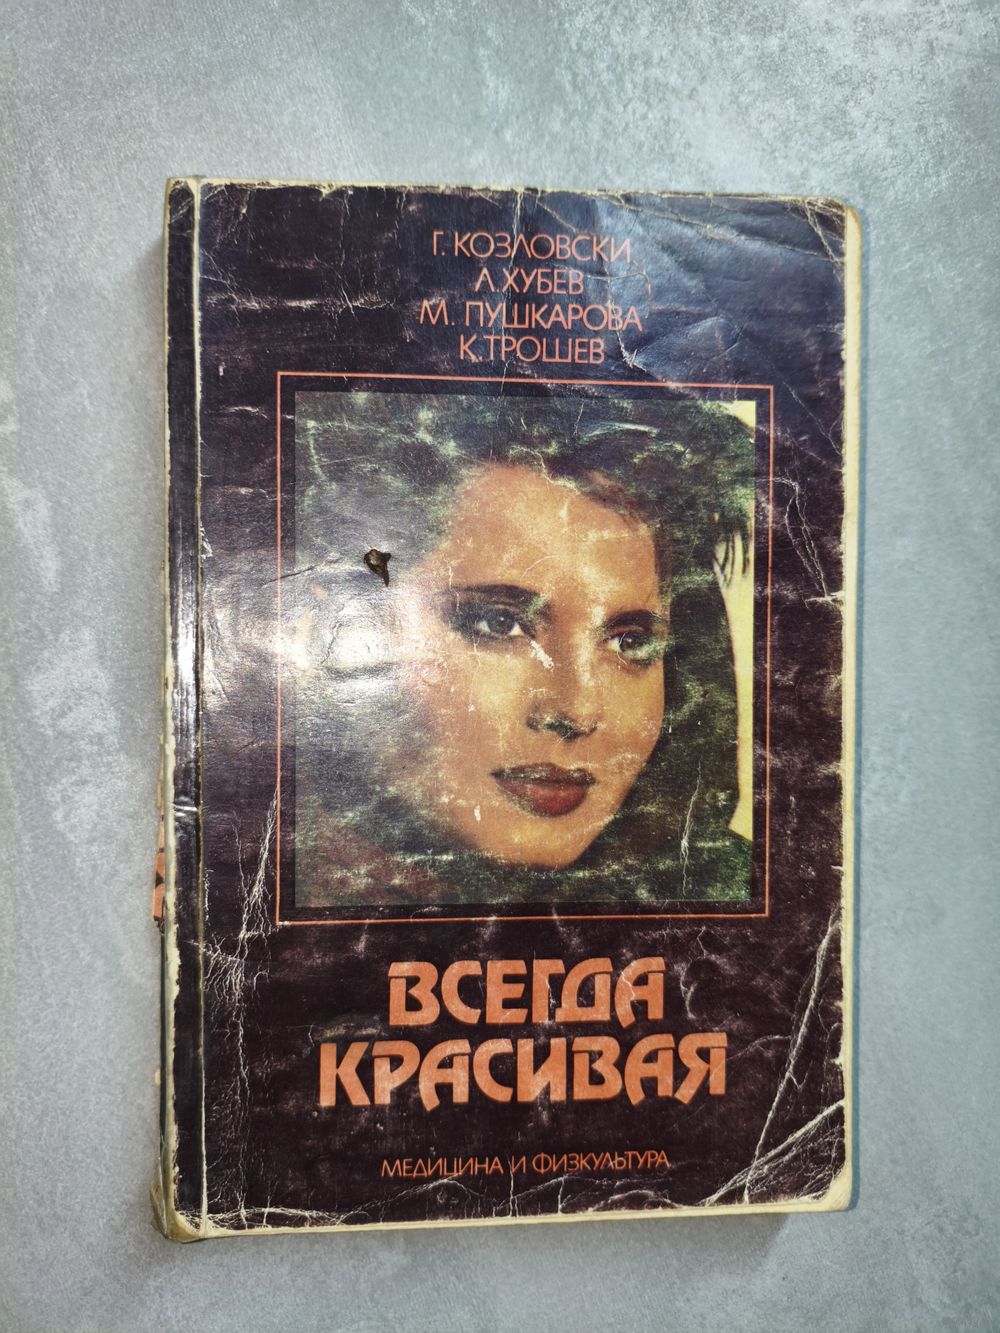 Г. КОЗЛОВСКИ
Л. ХУБЕВ
М. ПУШКАРОВА
К. ТРОШЕВ
ВСЕГДА
КРАСИВАЯ
МЕДИЦИНА И ФИЗКУЛЬТУРА